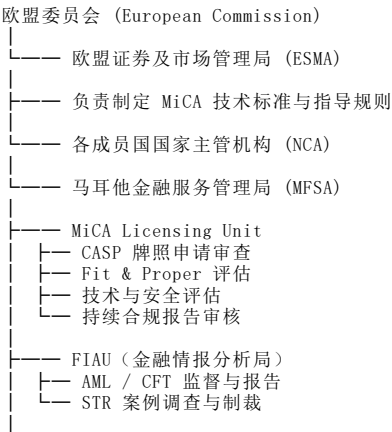 欧盟委员会 (European Commission)
欧盟证券及市场管理局 (ESMA)
负责制定 MiCA 技术标准与指导规则
各成员国国家主管机构 (NCA)
马耳他金融服务管理局 (MFSA)
MiCA Licensing Unit
CASP 牌照申请审查
Fit & Proper 评估
技术与安全评估
持续合规报告审核
FIAU（金融情报分析局）
AML / CFT 监督与报告
STR 案例调查与制裁